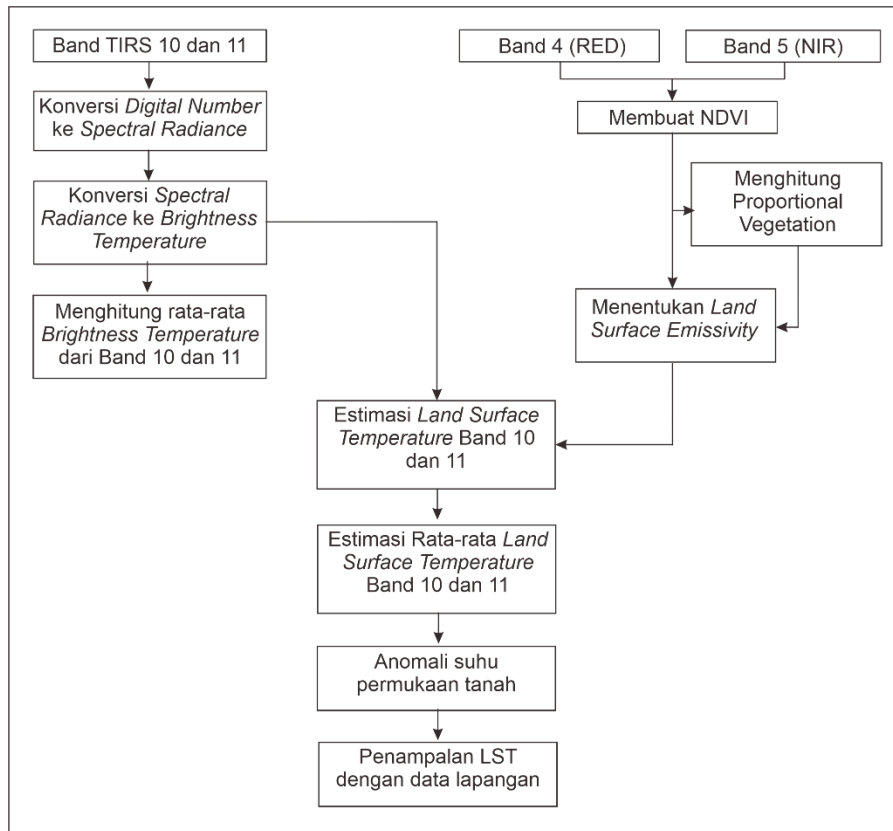 Band TIRS 10 dan 11
Konversi Digital Number
ke Spectral Radiance
Konversi Spectral
Radiance ke Brightness
Temperature
Menghitung rata-rata
Brightness Temperature
dari Band 10 dan 11
Band 4 (RED)
Band 5 (NIR)
Membuat NDVI
Menghitung
Proportional
Vegetation
Menentukan Land
Surface Emissivity
Estimasi Land Surface
Temperature Band 10
dan 11
Estimasi Rata-rata Land
Surface Temperature
Band 10 dan 11
Anomali suhu
permukaan tanah
Penampalan LST
dengan data lapangan